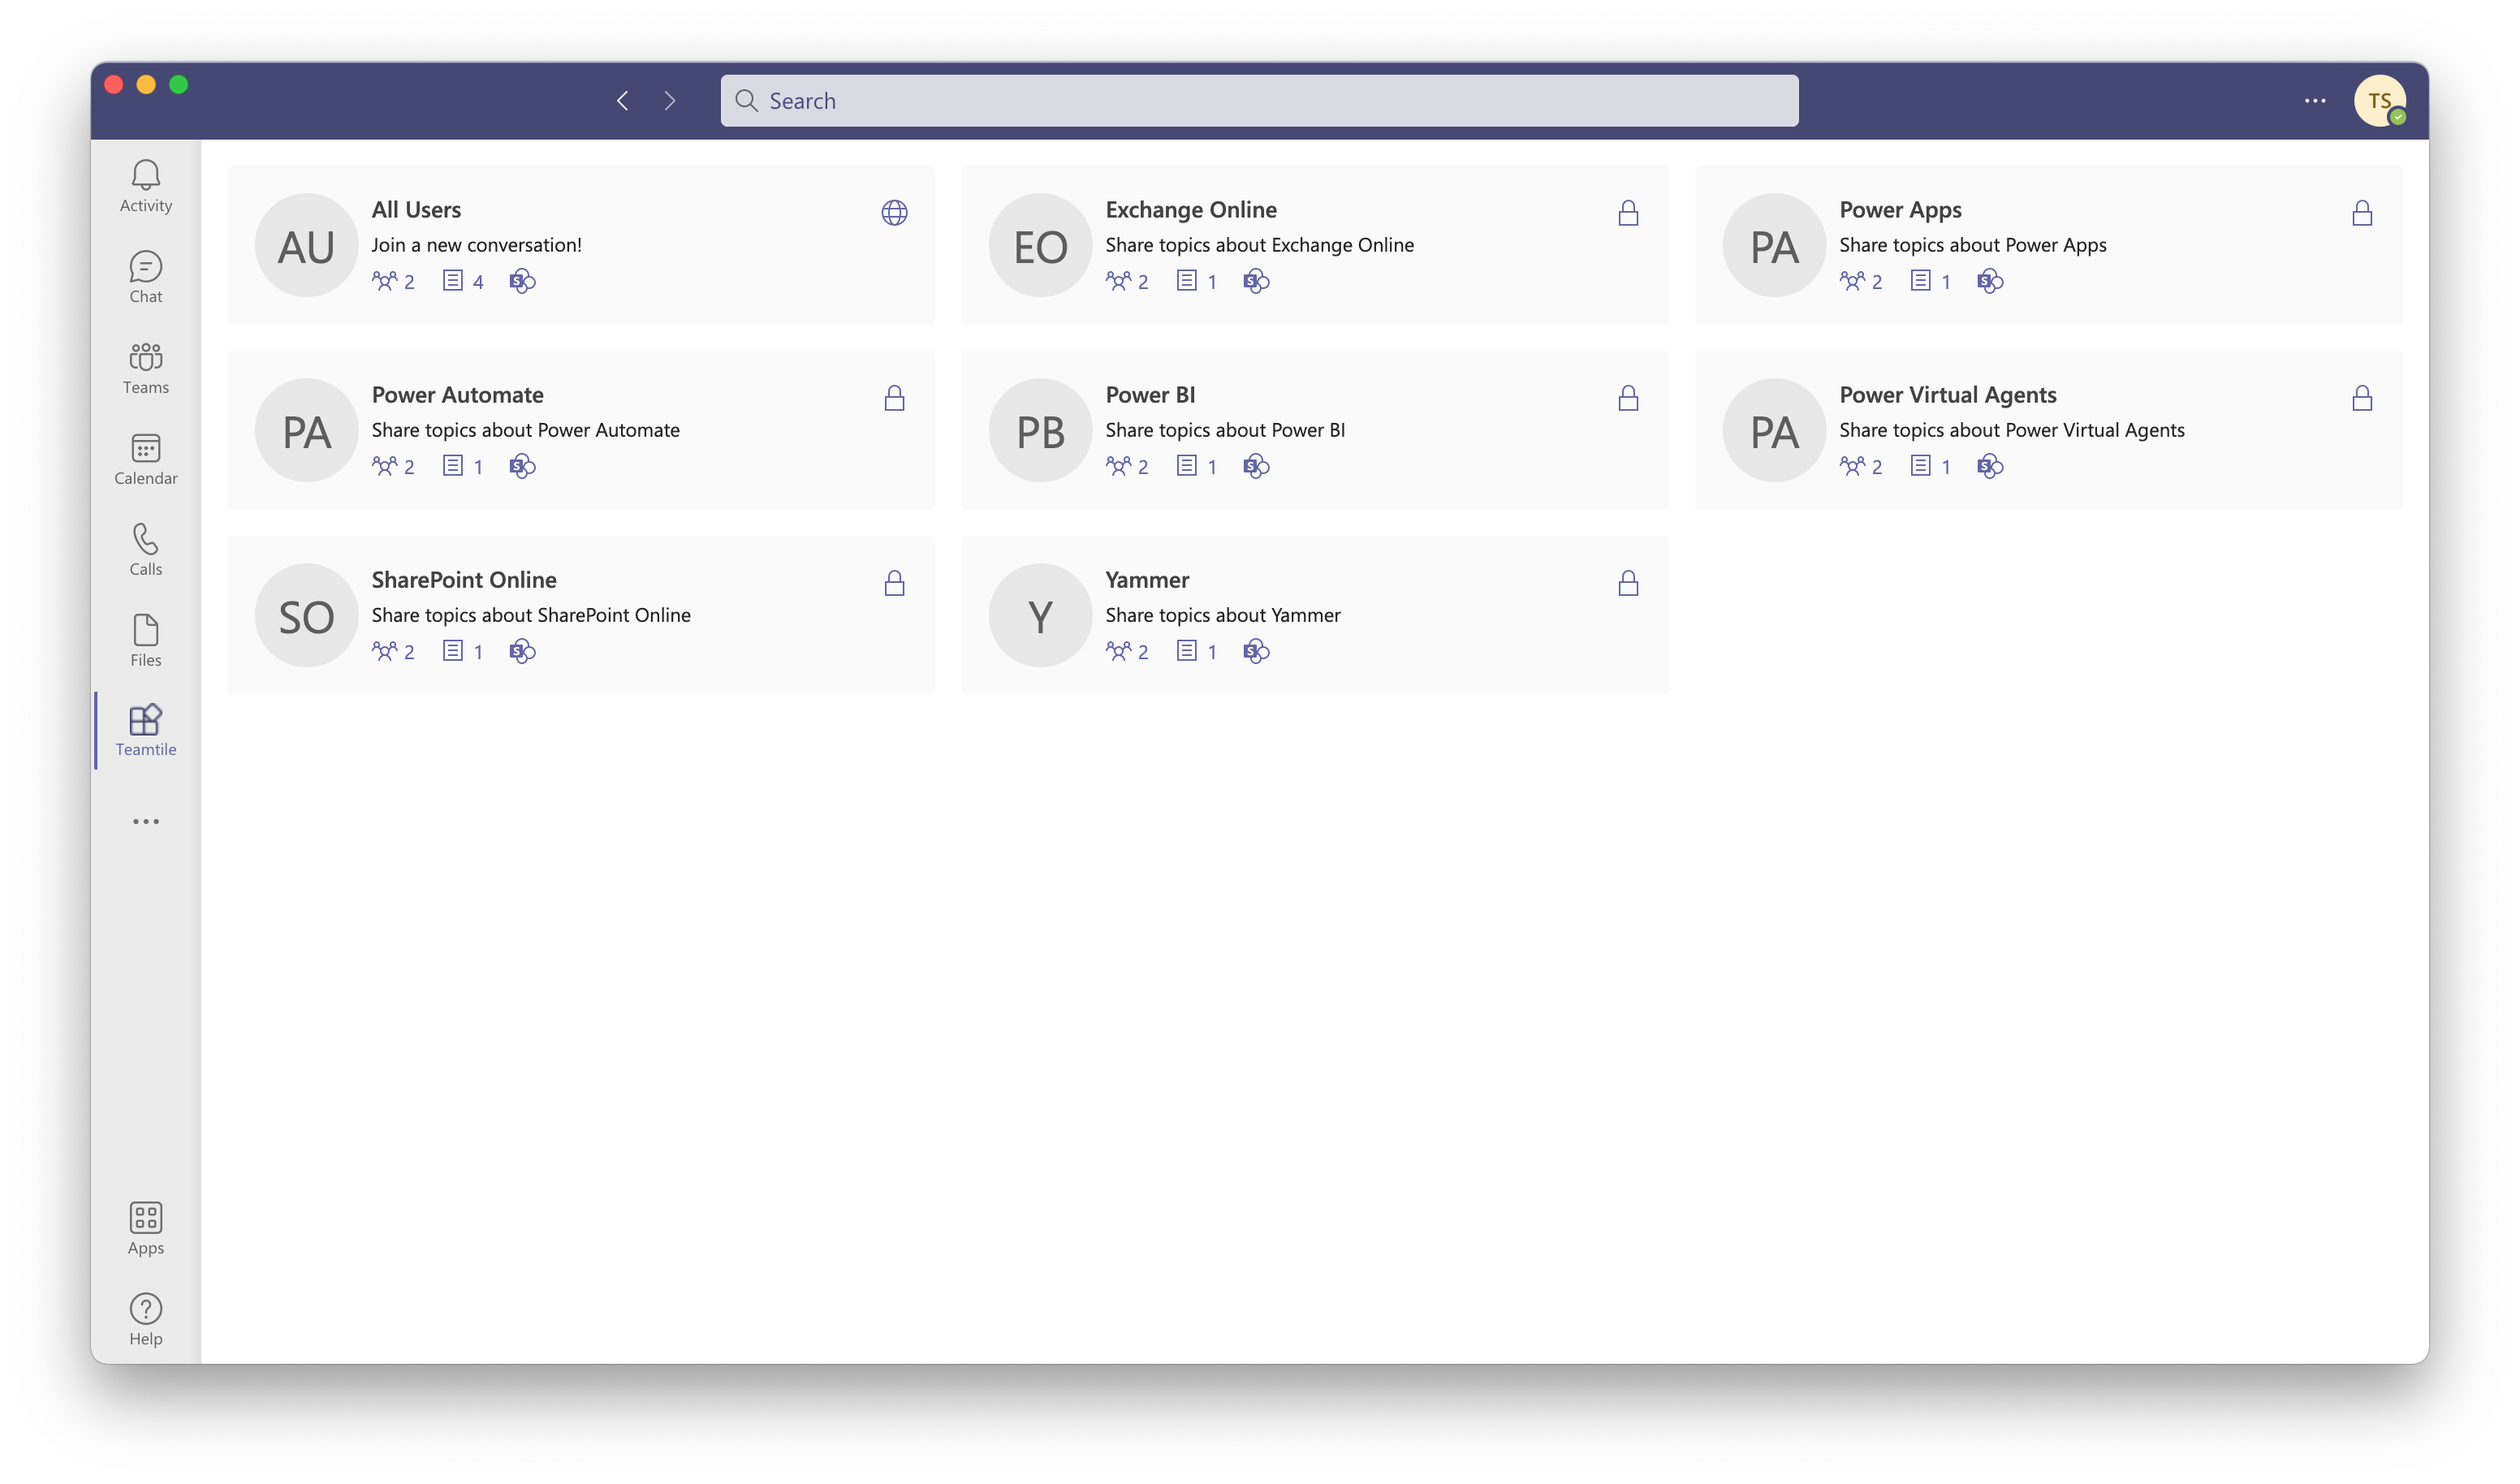 Search
TS
Activity
Chat
Teams
Calendar
Calls
Files
Teamtile
Apps
Help
AU
All Users
Join a new conversation!
2 4 S
EO
Exchange Online
Share topics about Exchange Online
2 1 S
PA
Power Apps
Share topics about Power Apps
2 1 S
PA
Power Automate
Share topics about Power Automate
2 1 S
PB
Power BI
Share topics about Power BI
2 1 S
PA
Power Virtual Agents
Share topics about Power Virtual Agents
2 1 S
SO
SharePoint Online
Share topics about SharePoint Online
2 1 S
Y
Yammer
Share topics about Yammer
2 1 S